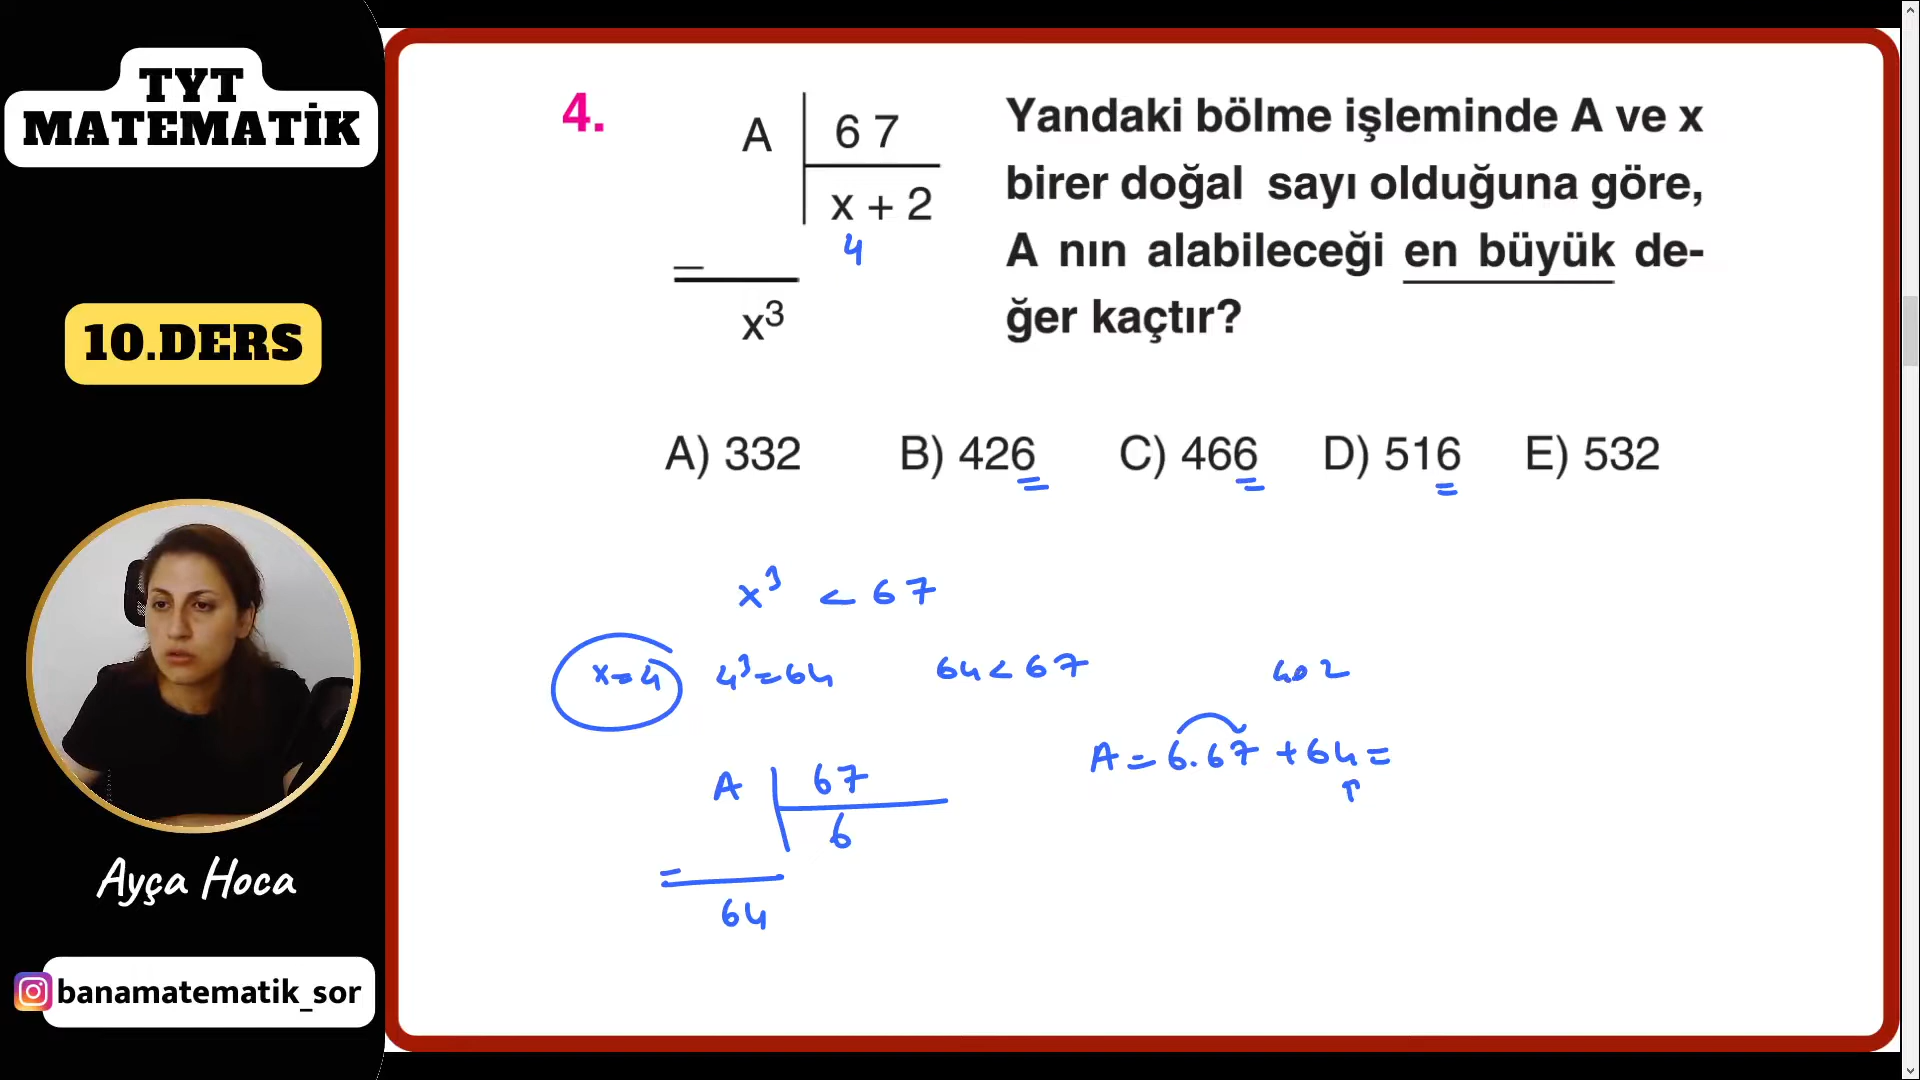 TYT
MATEMATİK
10.DERS
Ayça Hoca
banamatematik_sor
4.
A 67
x + 2
4
x³
Yandaki bölme işleminde A ve x
birer doğal sayı olduğuna göre,
A nın alabileceği en büyük de-
ğer kaçtır?
A) 332 B) 426 C) 466 D) 516 E) 532
x³ < 67
x=4 4³=64 64<67 402
A = 6.67 + 64 =
A 67
6
64